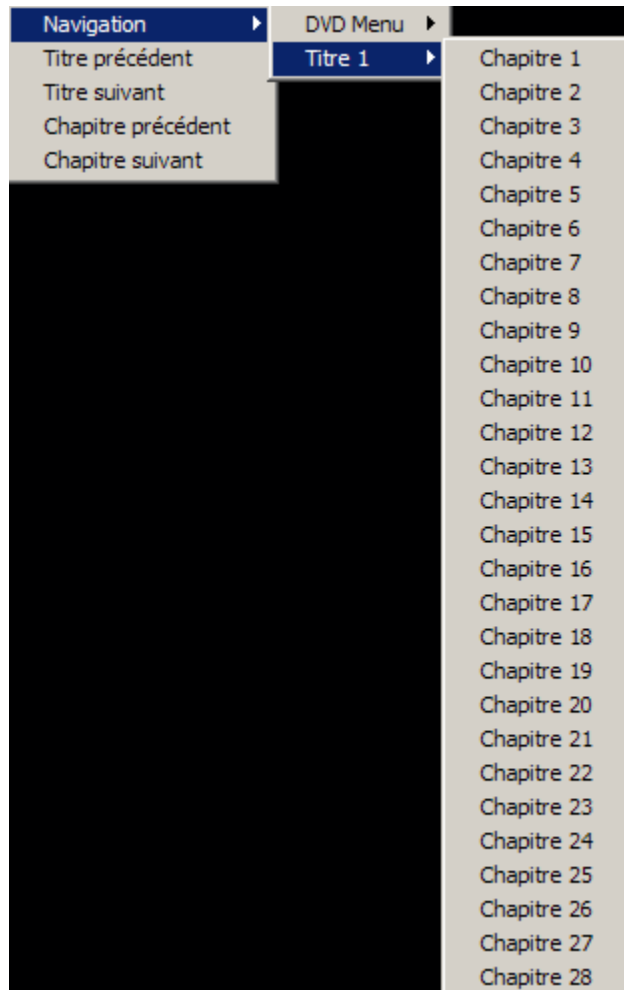 Navigation
Titre précédent
Titre suivant
Chapitre précédent
Chapitre suivant
DVD Menu
Titre 1
Chapitre 1
Chapitre 2
Chapitre 3
Chapitre 4
Chapitre 5
Chapitre 6
Chapitre 7
Chapitre 8
Chapitre 9
Chapitre 10
Chapitre 11
Chapitre 12
Chapitre 13
Chapitre 14
Chapitre 15
Chapitre 16
Chapitre 17
Chapitre 18
Chapitre 19
Chapitre 20
Chapitre 21
Chapitre 22
Chapitre 23
Chapitre 24
Chapitre 25
Chapitre 26
Chapitre 27
Chapitre 28